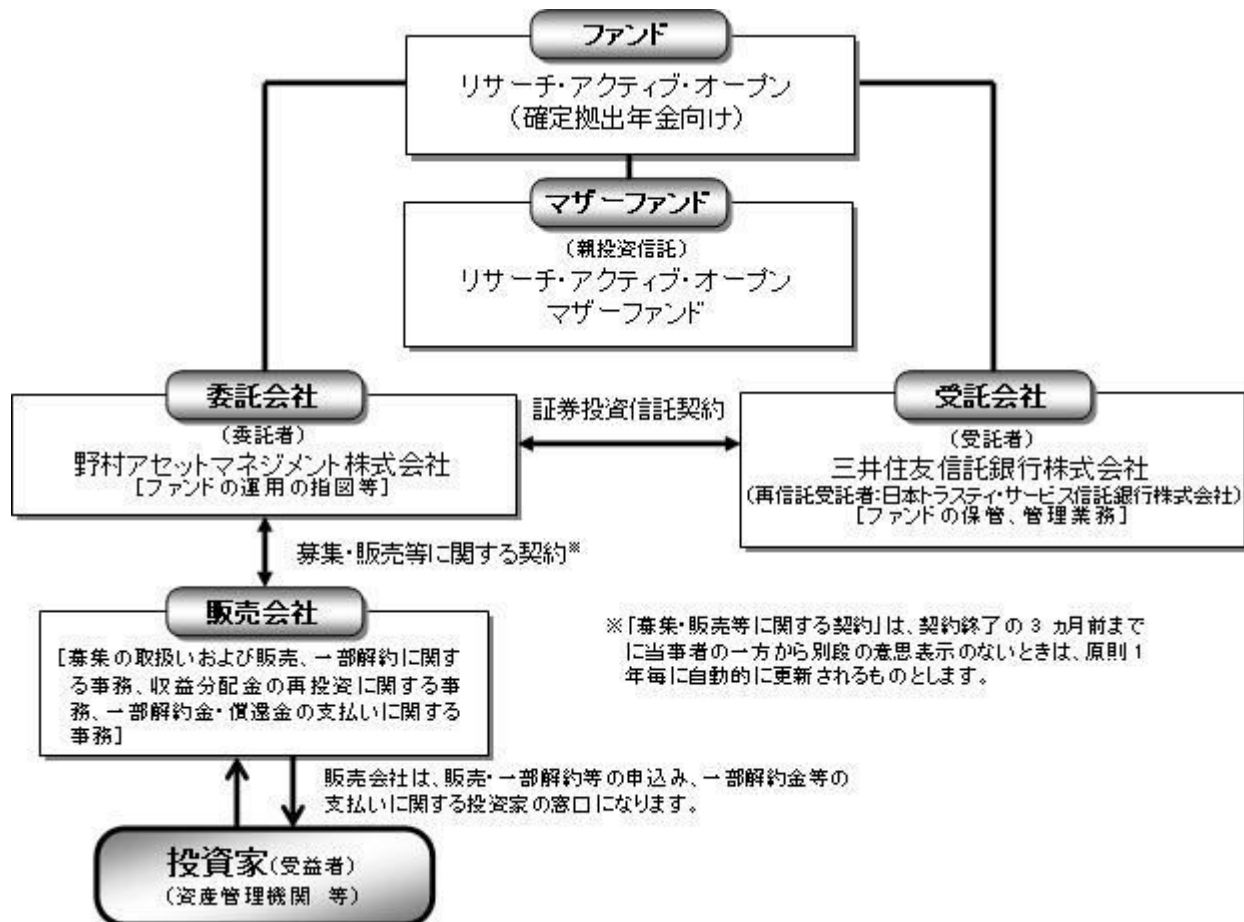 ファンド
リサーチ・アクティブ・オープン
(確定拠出年金向け)
マザーファンド
(親投資信託)
リサーチ・アクティブ・オープン
マザーファンド
委託会社
(委託者)
野村アセットマネジメント株式会社
[ファンドの運用の指図等]
証券投資信託契約
受託会社
(受託者)
三井住友信託銀行株式会社
(再信託受託者:日本トラスティ・サービス信託銀行株式会社)
[ファンドの保管、管理業務]
募集・販売等に関する契約※
販売会社
[募集の取扱いおよび販売、一部解約に関す
る事務、収益分配金の再投資に関する事
務、一部解約金・償還金の支払いに関する
事務]
※「募集・販売等に関する契約」は、契約終了の3ヵ月前まで
に当事者の一方から別段の意思表示のないときは、原則1
年毎に自動的に更新されるものとします。
販売会社は、販売・一部解約等の申込み、一部解約金等の
支払いに関する投資家の窓口になります。
投資家(受益者)
(資産管理機関 等)